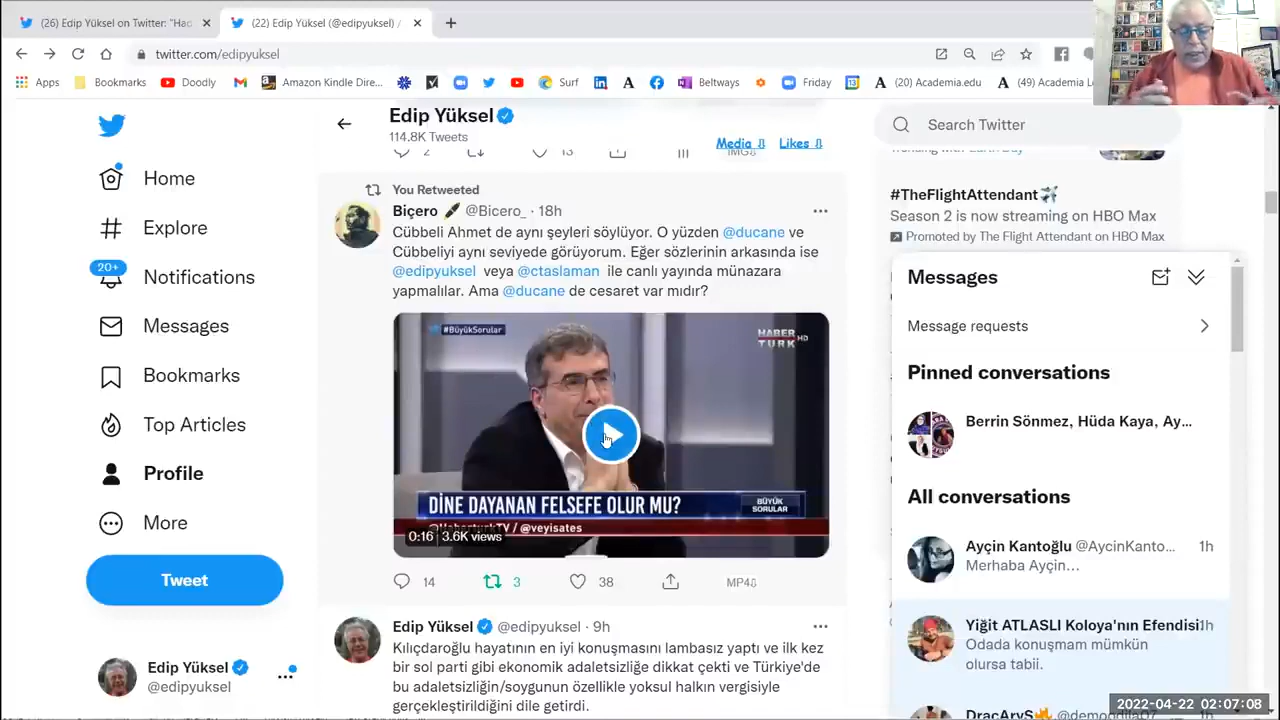 (26) Edip Yüksel on Twitter: "Had
(22) Edip Yüksel (@edipyuksel) /
twitter.com/edipyuksel
Apps
Bookmarks
Doodly
Amazon Kindle Dire...
Surf
Beltways
Friday
(20) Academia.edu
(49) Academia L
Edip Yüksel
114.8K Tweets
Media
Likes
Search Twitter
Home
Explore
20+
Notifications
Messages
Bookmarks
Top Articles
Profile
More
Tweet
Edip Yüksel
@edipyuksel
2
13
You Retweeted
Biçero @Bicero_ · 18h
Cübbeli Ahmet de aynı şeyleri söylüyor. O yüzden @ducane ve
Cübbeliyi aynı seviyede görüyorum. Eğer sözlerinin arkasında ise
@edipyuksel veya @ctaslaman ile canlı yayında münazara
yapmalılar. Ama @ducane de cesaret var mıdır?
#BüyükSorular
HABER
TURK HD
DİNE DAYANAN FELSEFE OLUR MU?
BÜYÜK
SORULAR
@HaberturkTV / @veyisates
0:16 3.6K views
14
3
38
MP4
Edip Yüksel @edipyuksel · 9h
Kılıçdaroğlu hayatının en iyi konuşmasını lambasız yaptı ve ilk kez
bir sol parti gibi ekonomik adaletsizliğe dikkat çekti ve Türkiye'de
bu adaletsizliğin/soygunun özellikle yoksul halkın vergisiyle
gerçekleştirildiğini dile getirdi.
#TheFlightAttendant
Season 2 is now streaming on HBO Max
Promoted by The Flight Attendant on HBO Max
Messages
Message requests
Pinned conversations
Berrin Sönmez, Hüda Kaya, Ay...
All conversations
Ayçin Kantoğlu @AycinKanto... 1h
Merhaba Ayçin...
Yiğit ATLASLI Koloya'nın Efendisi 1h
Odada konuşmam mümkün
olursa tabii.
2022-04-22 02:07:08